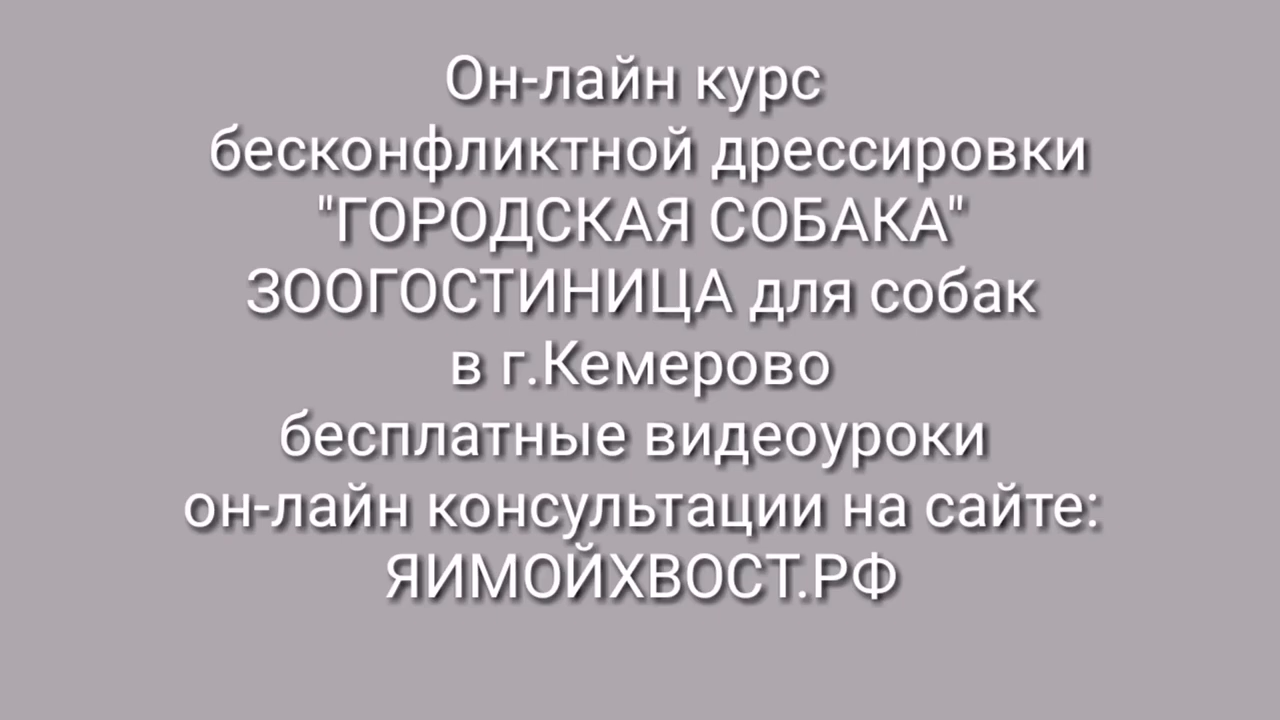 Он-лайн курс
бесконфликтной дрессировки
"ГОРОДСКАЯ СОБАКА"
ЗООГОСТИНИЦА для собак
в г.Кемерово
бесплатные видеоуроки
он-лайн консультации на сайте:
ЯИМОЙХВОСТ.РФ